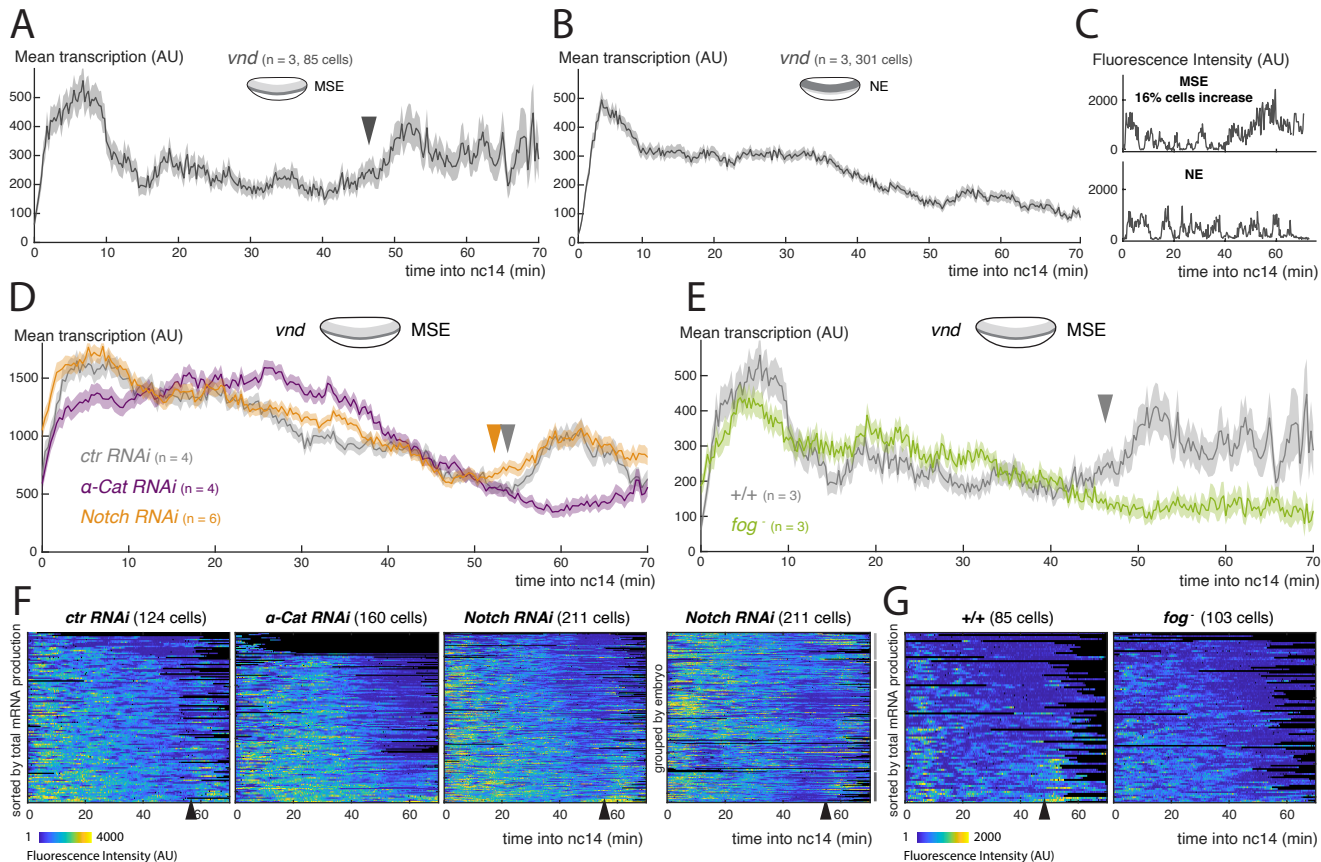 A
Mean transcription (AU)
vnd (n = 3, 85 cells)
MSE
500
400
300
200
100
0
0 10 20 30 40 50 60 70
time into nc14 (min)
B
Mean transcription (AU)
vnd (n = 3, 301 cells)
NE
500
400
300
200
100
0
0 10 20 30 40 50 60 70
time into nc14 (min)
C
Fluorescence Intensity (AU)
MSE
16% cells increase
2000
0
NE
2000
0
0 20 40 60
time into nc14 (min)
D
Mean transcription (AU)
vnd
MSE
1500
1000
500
0
ctr RNAi (n = 4)
α-Cat RNAi (n = 4)
Notch RNAi (n = 6)
0 10 20 30 40 50 60 70
time into nc14 (min)
E
Mean transcription (AU)
vnd
MSE
500
400
300
200
100
0
+/+ (n = 3)
fog - (n = 3)
0 10 20 30 40 50 60 70
time into nc14 (min)
F
ctr RNAi (124 cells)
α-Cat RNAi (160 cells)
Notch RNAi (211 cells)
Notch RNAi (211 cells)
sorted by total mRNA production
grouped by embryo
0 20 40 60
0 20 40 60
0 20 40 60
0 20 40 60
time into nc14 (min)
1 4000
Fluorescence Intensity (AU)
G
+/+ (85 cells)
fog - (103 cells)
sorted by total mRNA production
0 20 40 60
0 20 40 60
time into nc14 (min)
1 2000
Fluorescence Intensity (AU)